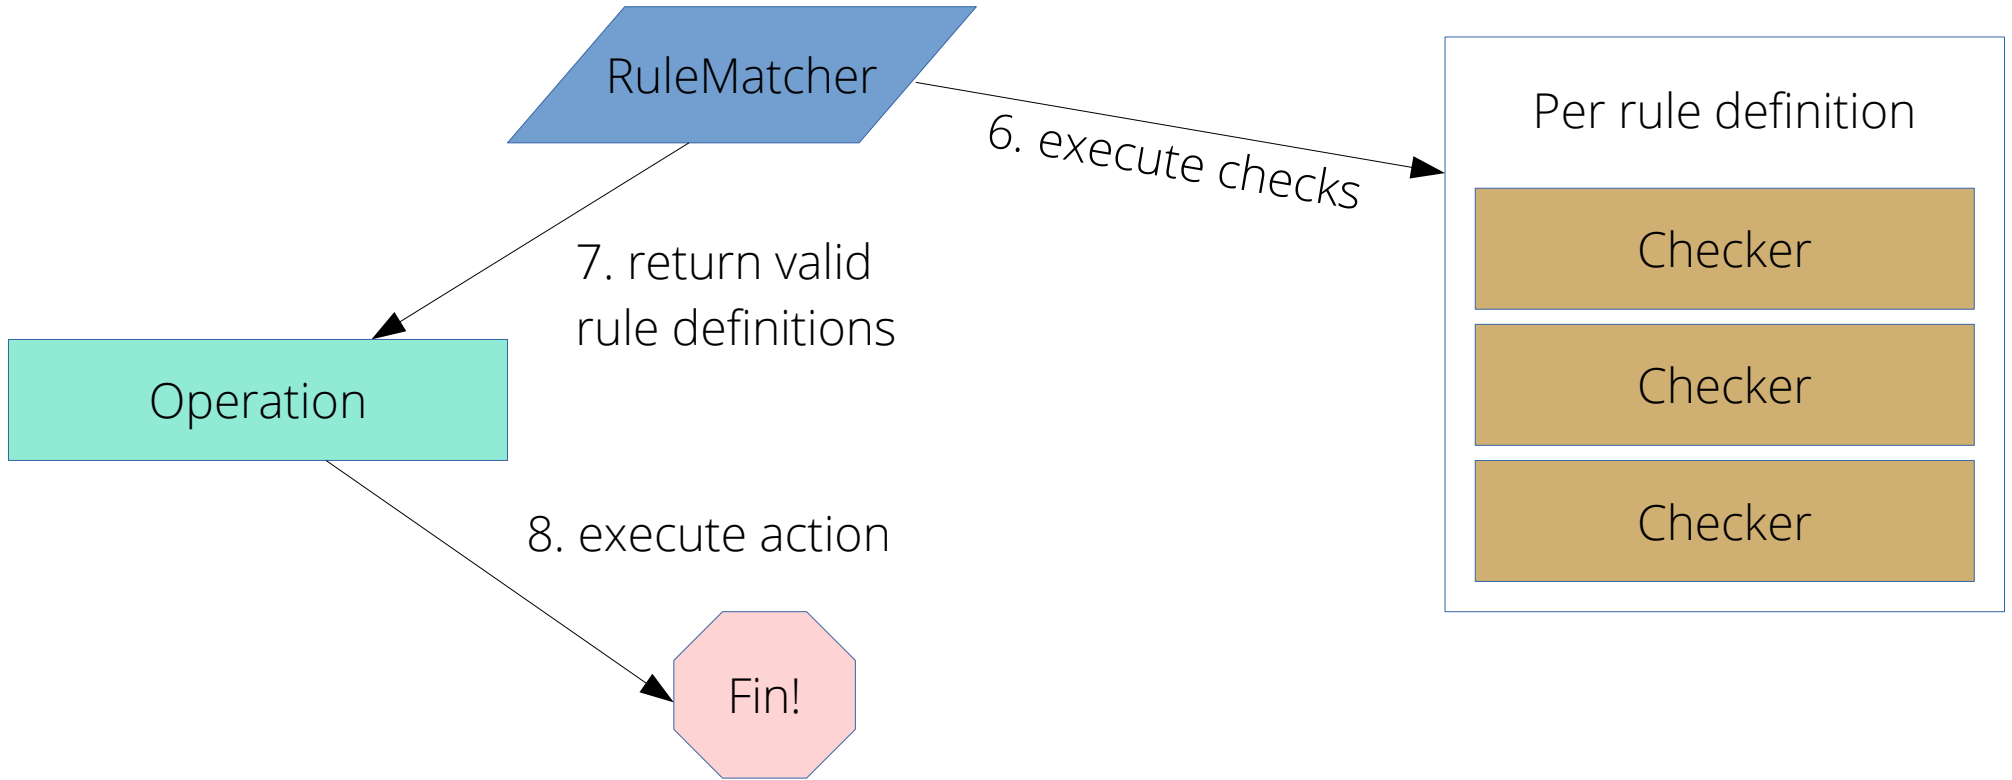 RuleMatcher
6. execute checks
Per rule definition
Checker
Checker
Checker
7. return valid
rule definitions
Operation
8. execute action
Fin!